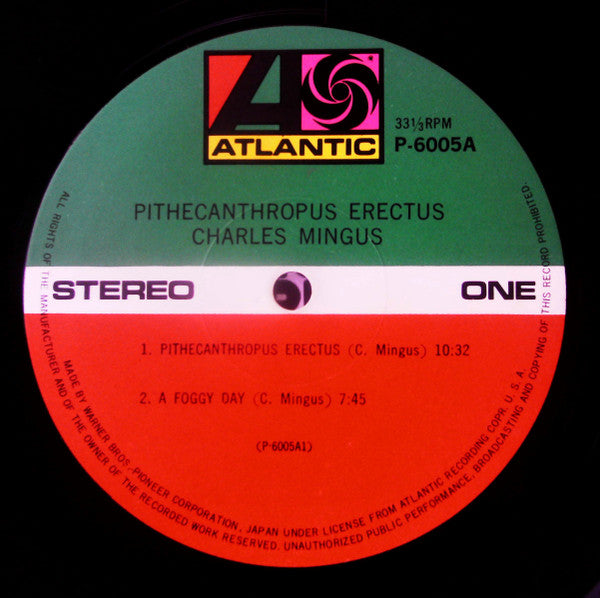 ATLANTIC
33⅓ RPM
P-6005A
PITHECANTHROPUS ERECTUS
CHARLES MINGUS
STEREO
ONE
1. PITHECANTHROPUS ERECTUS (C. Mingus) 10:32
2. A FOGGY DAY (C. Mingus) 7:45
(P-6005A1)
MADE BY WARNER BROS.-PIONEER CORPORATION, JAPAN UNDER LICENSE FROM ATLANTIC RECORDING COPR. U. S. A.
ALL RIGHTS OF THE MANUFACTURER AND OF THE OWNER OF THE RECORDED WORK RESERVED. UNAUTHORIZED PUBLIC PERFORMANCE, BROADCASTING AND COPYING OF THIS RECORD PROHIBITED.